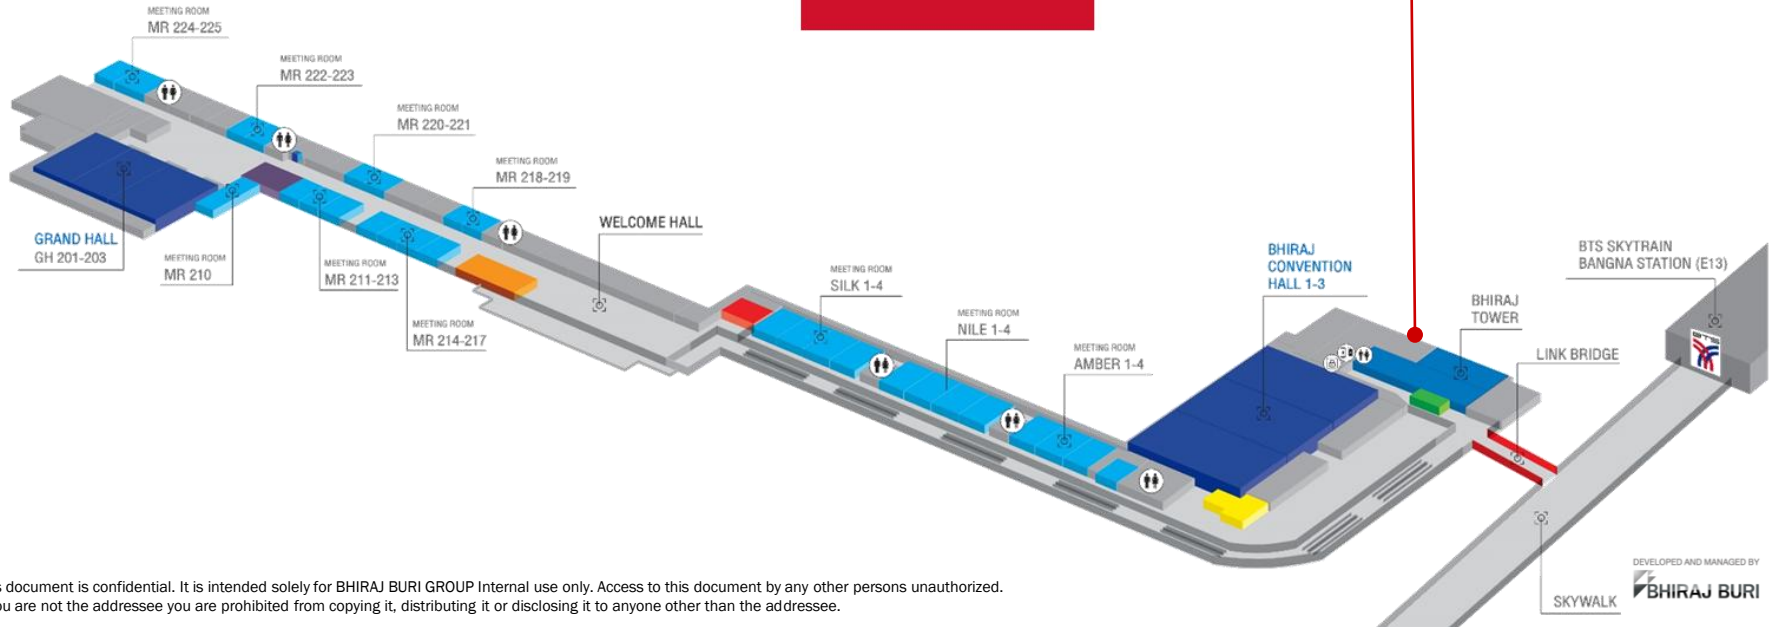 MEETING ROOM
MR 224-225
MEETING ROOM
MR 222-223
MEETING ROOM
MR 220-221
MEETING ROOM
MR 218-219
WELCOME HALL
GRAND HALL
GH 201-203
MEETING ROOM
MR 210
MEETING ROOM
MR 211-213
MEETING ROOM
MR 214-217
MEETING ROOM
SILK 1-4
MEETING ROOM
NILE 1-4
MEETING ROOM
AMBER 1-4
BHIRAJ
CONVENTION
HALL 1-3
BHIRAJ
TOWER
BTS SKYTRAIN
BANGNA STATION (E13)
LINK BRIDGE
BTS
SKYWALK
DEVELOPED AND MANAGED BY
BHIRAJ BURI
s document is confidential. It is intended solely for BHIRAJ BURI GROUP Internal use only. Access to this document by any other persons unauthorized.
ou are not the addressee you are prohibited from copying it, distributing it or disclosing it to anyone other than the addressee.